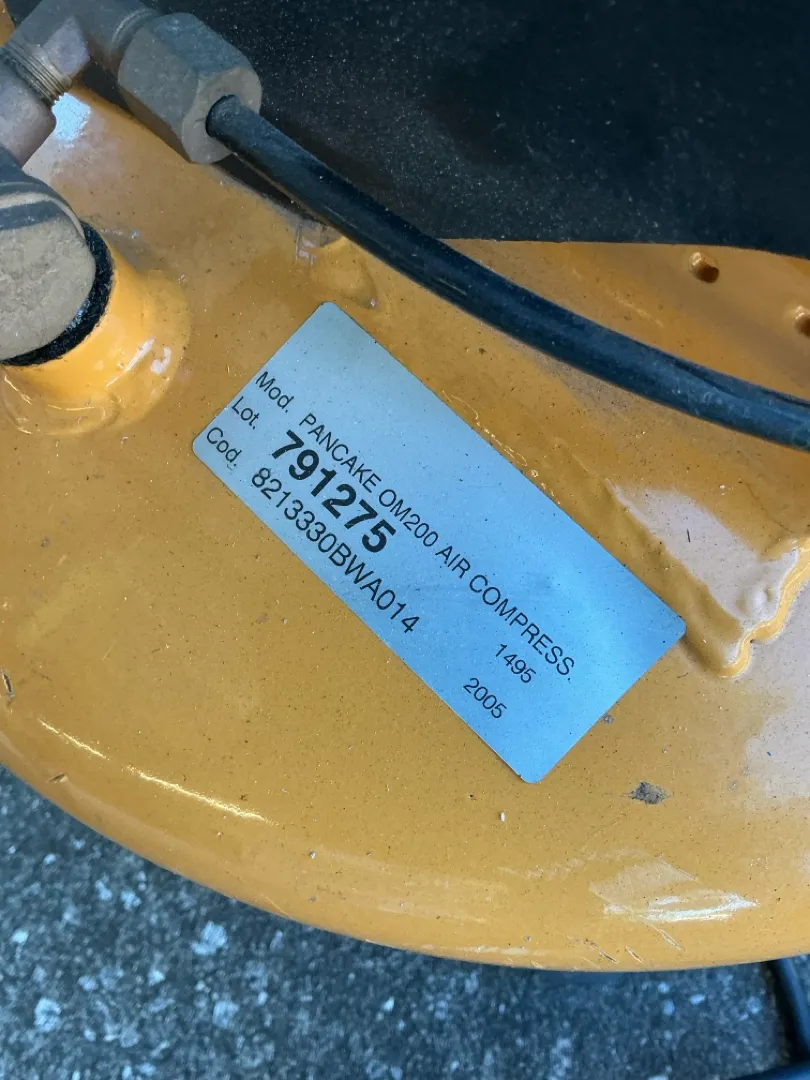 Mod. PANCAKE OM200 AIR COMPRESS.
Lot. 791275 1495
Cod. 8213330BWA014 2005